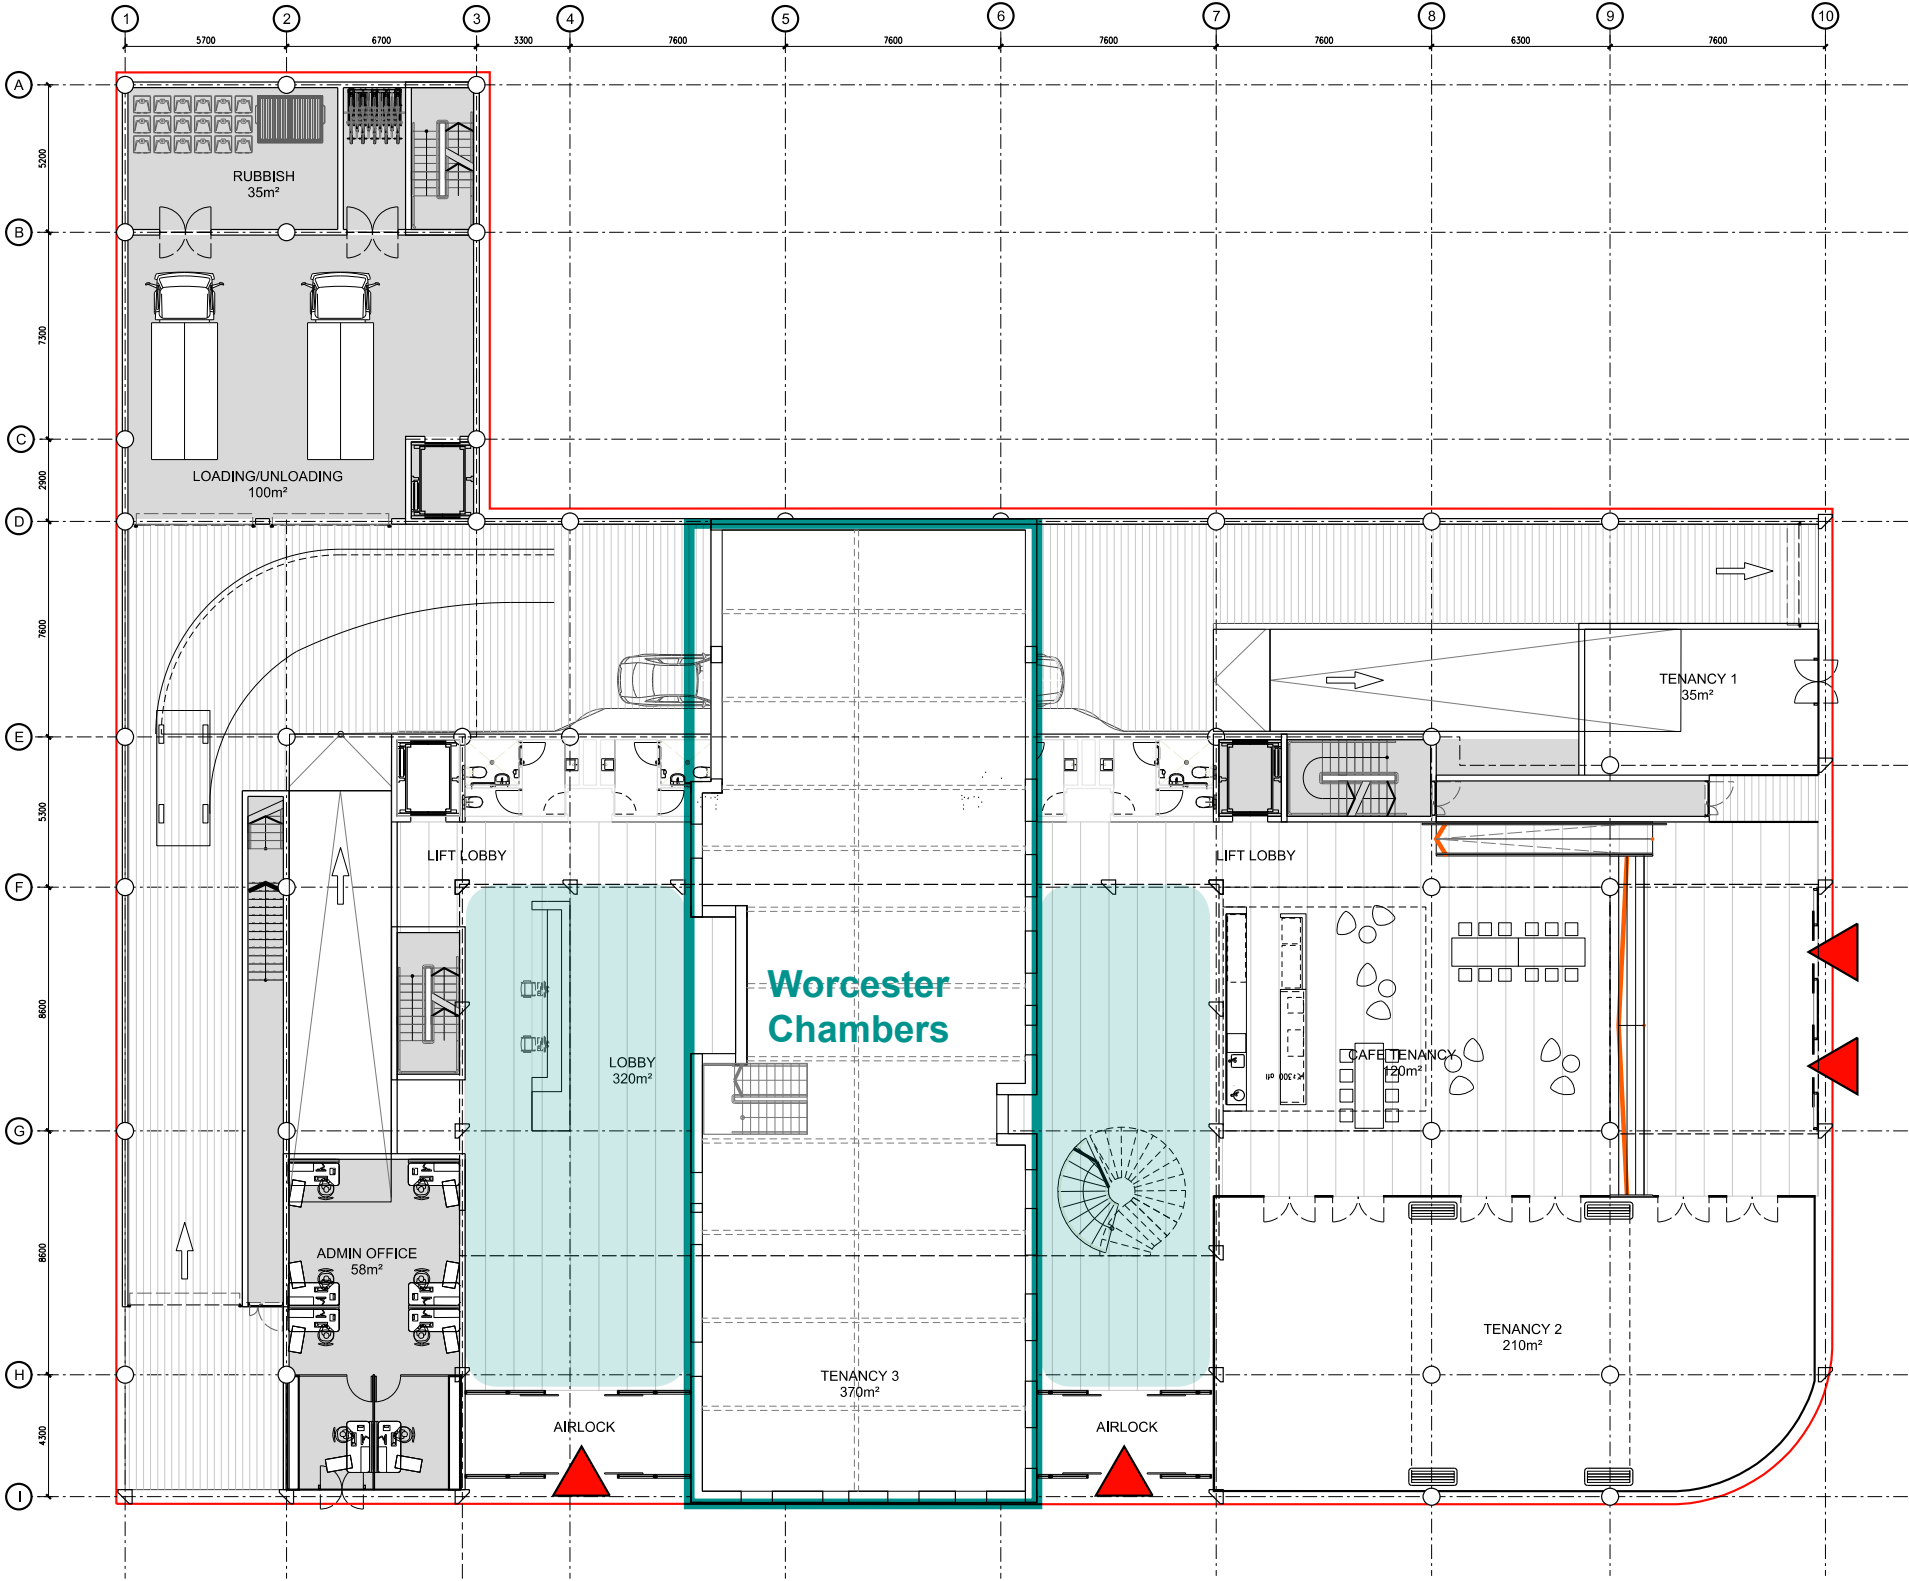 1 2 3 4 5 6 7 8 9 10
5700 6700 3300 7600 7600 7600 7600 6300 7600
A
5200
RUBBISH
35m²
B
7300
C
LOADING/UNLOADING
100m²
2900
D
7600
TENANCY 1
35m²
E
5300
LIFT LOBBY
LIFT LOBBY
F
8600
Worcester
Chambers
LOBBY
320m²
CAFE TENANCY
120m²
G
8600
ADMIN OFFICE
58m²
TENANCY 2
210m²
H
TENANCY 3
370m²
4300
AIRLOCK
AIRLOCK
I